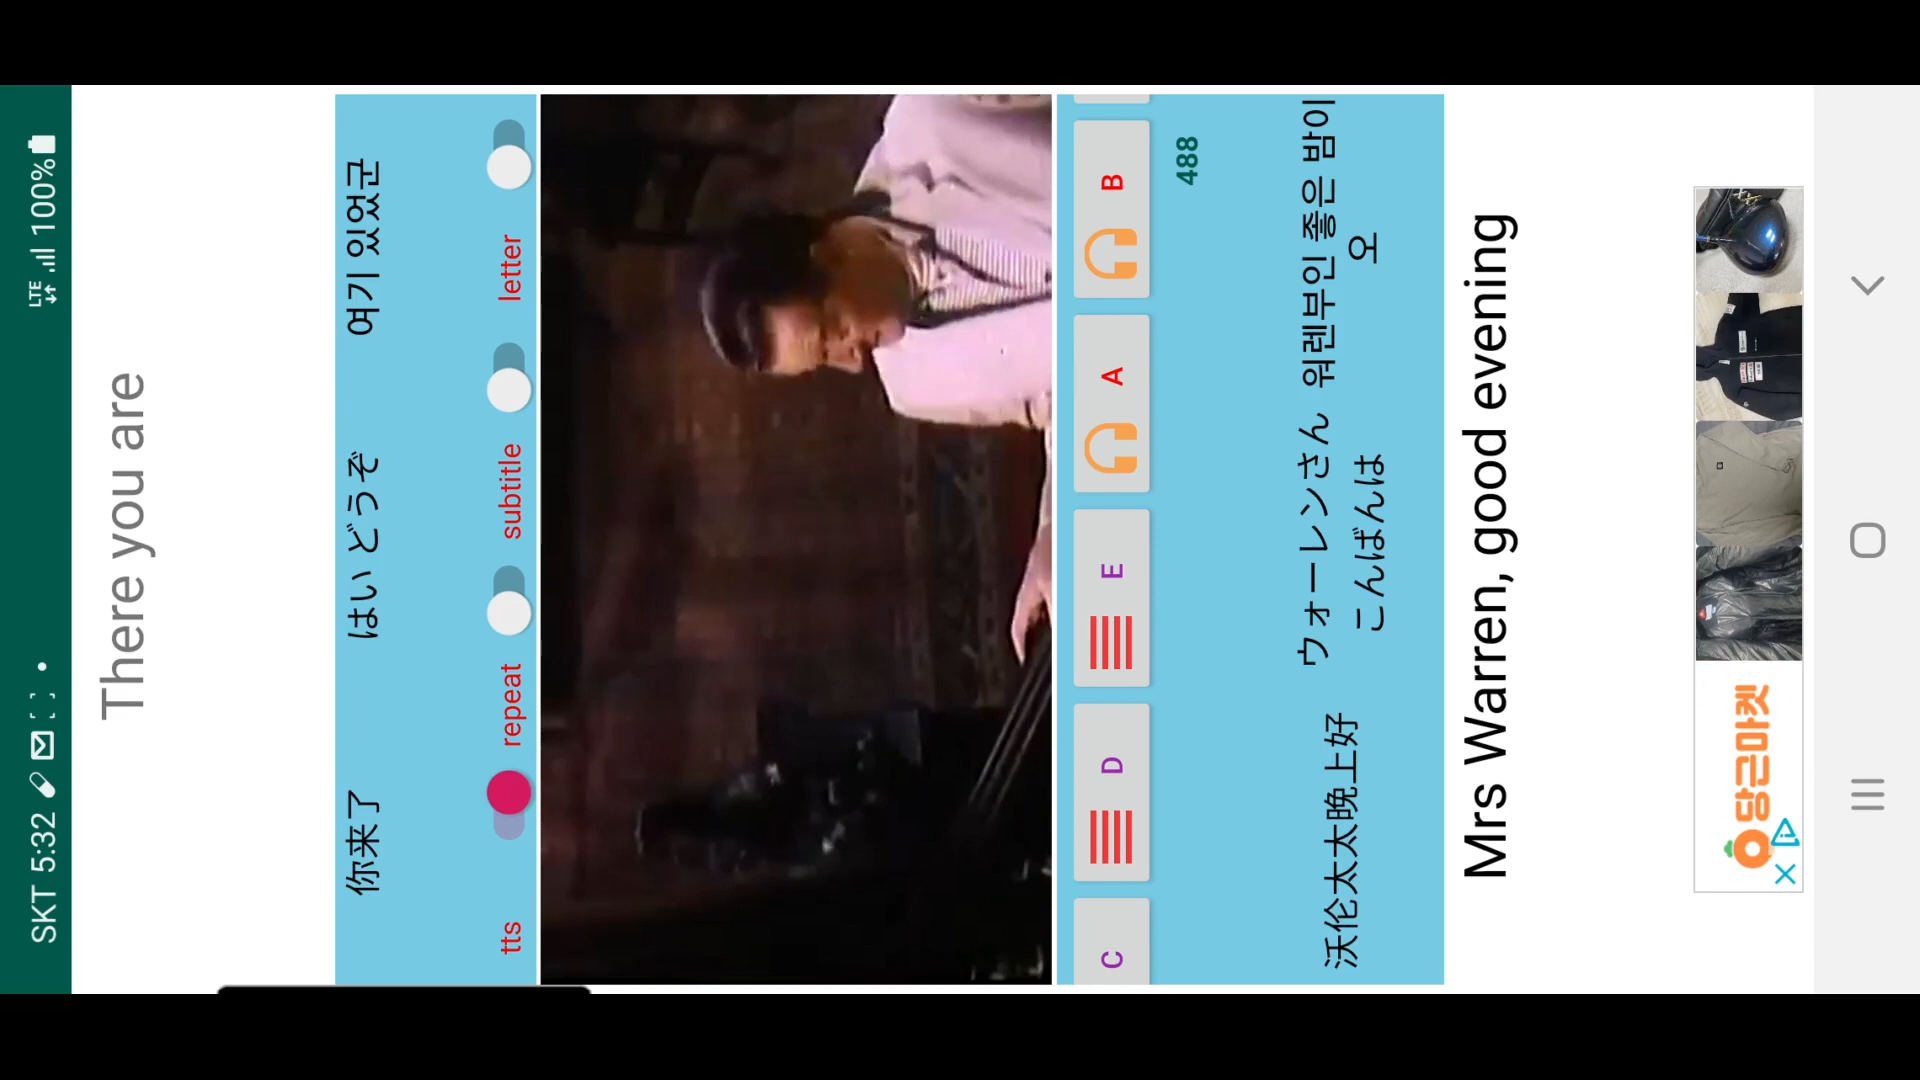 SKT 5:32
LTE
100%
There you are
你来了
はい どうぞ
여기 있었군
tts
repeat
subtitle
letter
C
D
E
A
B
488
沃伦太太晚上好
ウォーレンさん
こんばんは
워렌부인 좋은 밤이
오
Mrs Warren, good evening
당근마켓